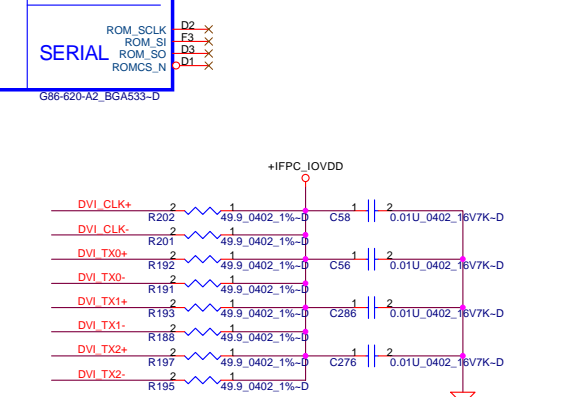 ROM_SCLK D2
ROM_SI F3
SERIAL ROM_SO D3
ROMCS_N D1
G86-620-A2_BGA533~D
+IFPC_IOVDD
DVI_CLK+ 2 1 1 2
R202 49.9_0402_1%~D C58 0.01U_0402_16V7K~D
DVI_CLK- 2 1
R201 49.9_0402_1%~D
DVI_TX0+ 2 1 1 2
R192 49.9_0402_1%~D C56 0.01U_0402_16V7K~D
DVI_TX0- 2 1
R191 49.9_0402_1%~D
DVI_TX1+ 2 1 1 2
R193 49.9_0402_1%~D C286 0.01U_0402_16V7K~D
DVI_TX1- 2 1
R188 49.9_0402_1%~D
DVI_TX2+ 2 1 1 2
R197 49.9_0402_1%~D C276 0.01U_0402_16V7K~D
DVI_TX2- 2 1
R195 49.9_0402_1%~D